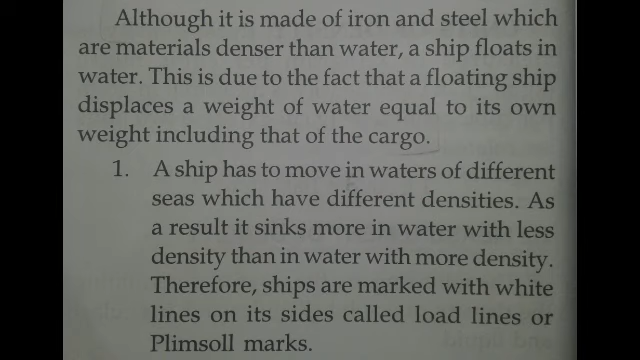 Although it is made of iron and steel which
are materials denser than water, a ship floats in
water. This is due to the fact that a floating ship
displaces a weight of water equal to its own
weight including that of the cargo.
1. A ship has to move in waters of different
seas which have different densities. As
a result it sinks more in water with less
density than in water with more density.
Therefore, ships are marked with white
lines on its sides called load lines or
Plimsoll marks.